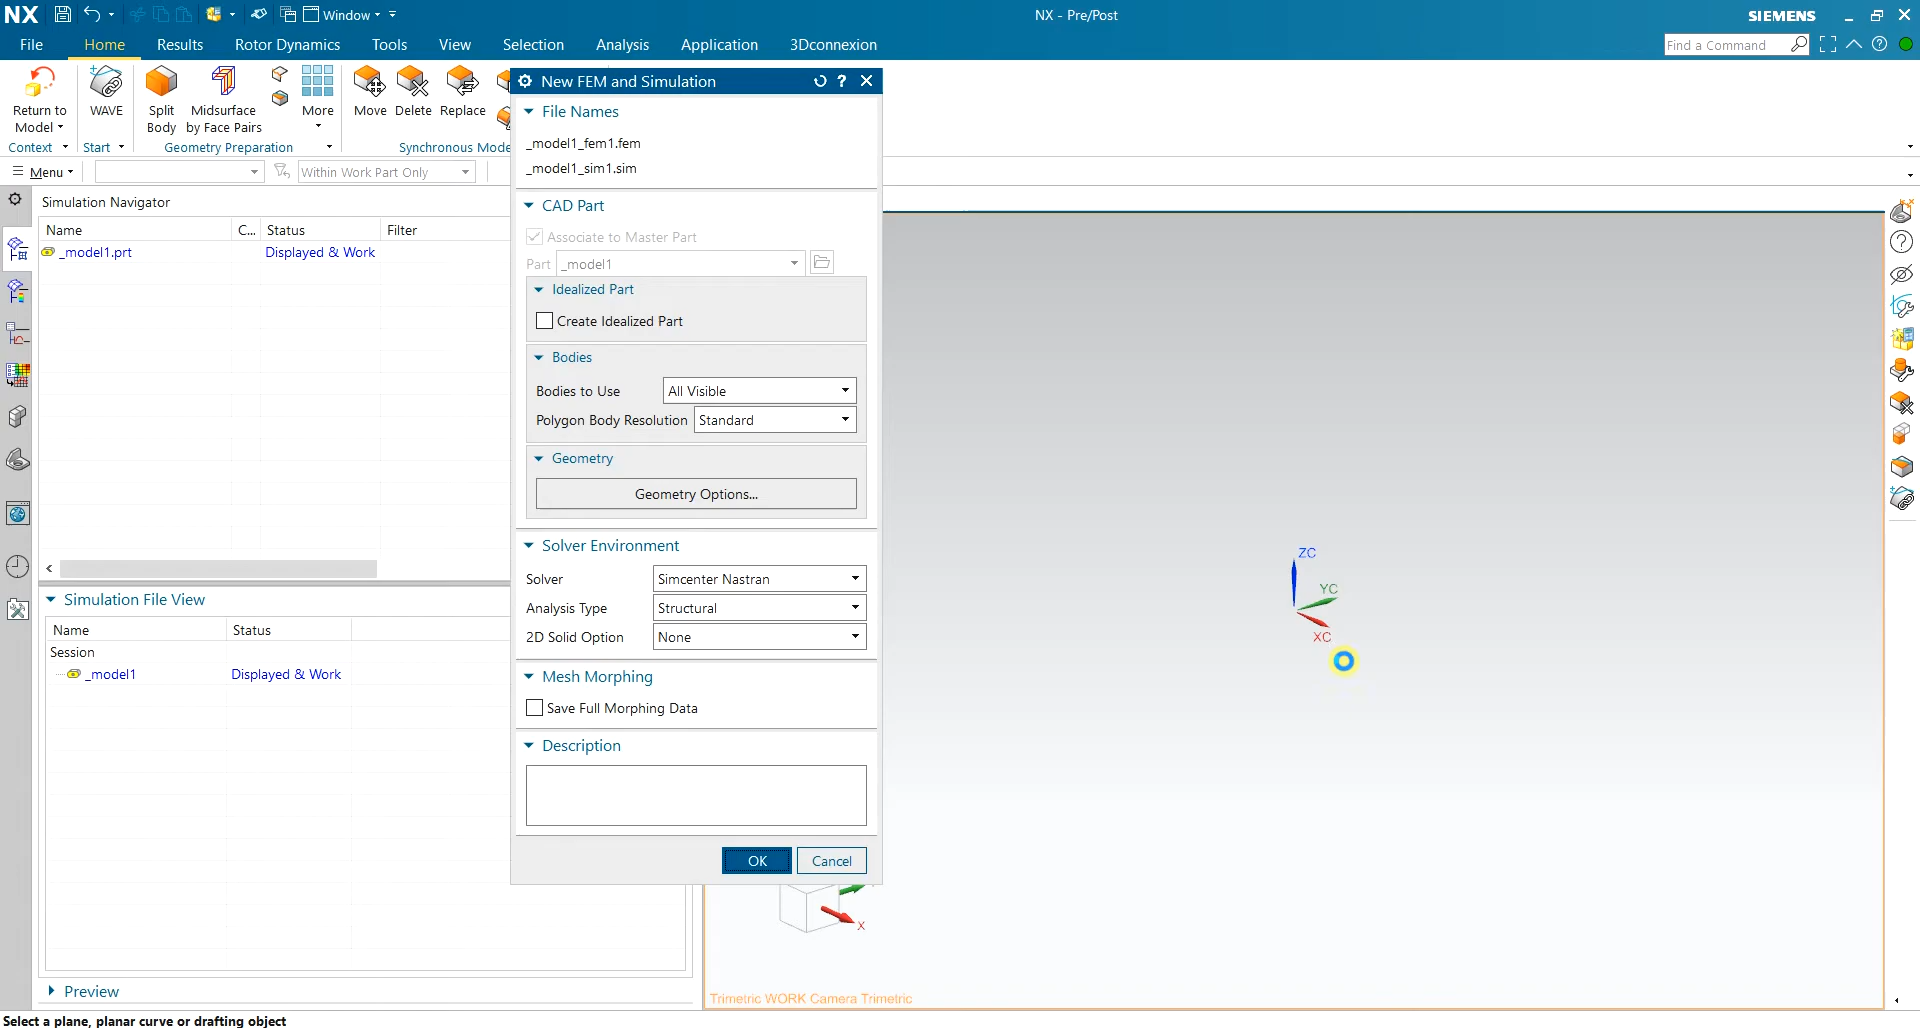 NX
Window
NX - Pre/Post
SIEMENS
File
Home
Results
Rotor Dynamics
Tools
View
Selection
Analysis
Application
3Dconnexion
Find a Command
Return to
Model
WAVE
Split
Body
Midsurface
by Face Pairs
More
Move
Delete
Replace
Context
Start
Geometry Preparation
Synchronous Mode
Menu
Within Work Part Only
Simulation Navigator
Name
C...
Status
Filter
_model1.prt
Displayed & Work
Simulation File View
Name
Status
Session
_model1
Displayed & Work
Preview
New FEM and Simulation
File Names
_model1_fem1.fem
_model1_sim1.sim
CAD Part
Associate to Master Part
Part
_model1
Idealized Part
Create Idealized Part
Bodies
Bodies to Use
All Visible
Polygon Body Resolution
Standard
Geometry
Geometry Options...
Solver Environment
Solver
Simcenter Nastran
Analysis Type
Structural
2D Solid Option
None
Mesh Morphing
Save Full Morphing Data
Description
OK
Cancel
ZC
YC
XC
X
Trimetric WORK Camera Trimetric
Select a plane, planar curve or drafting object